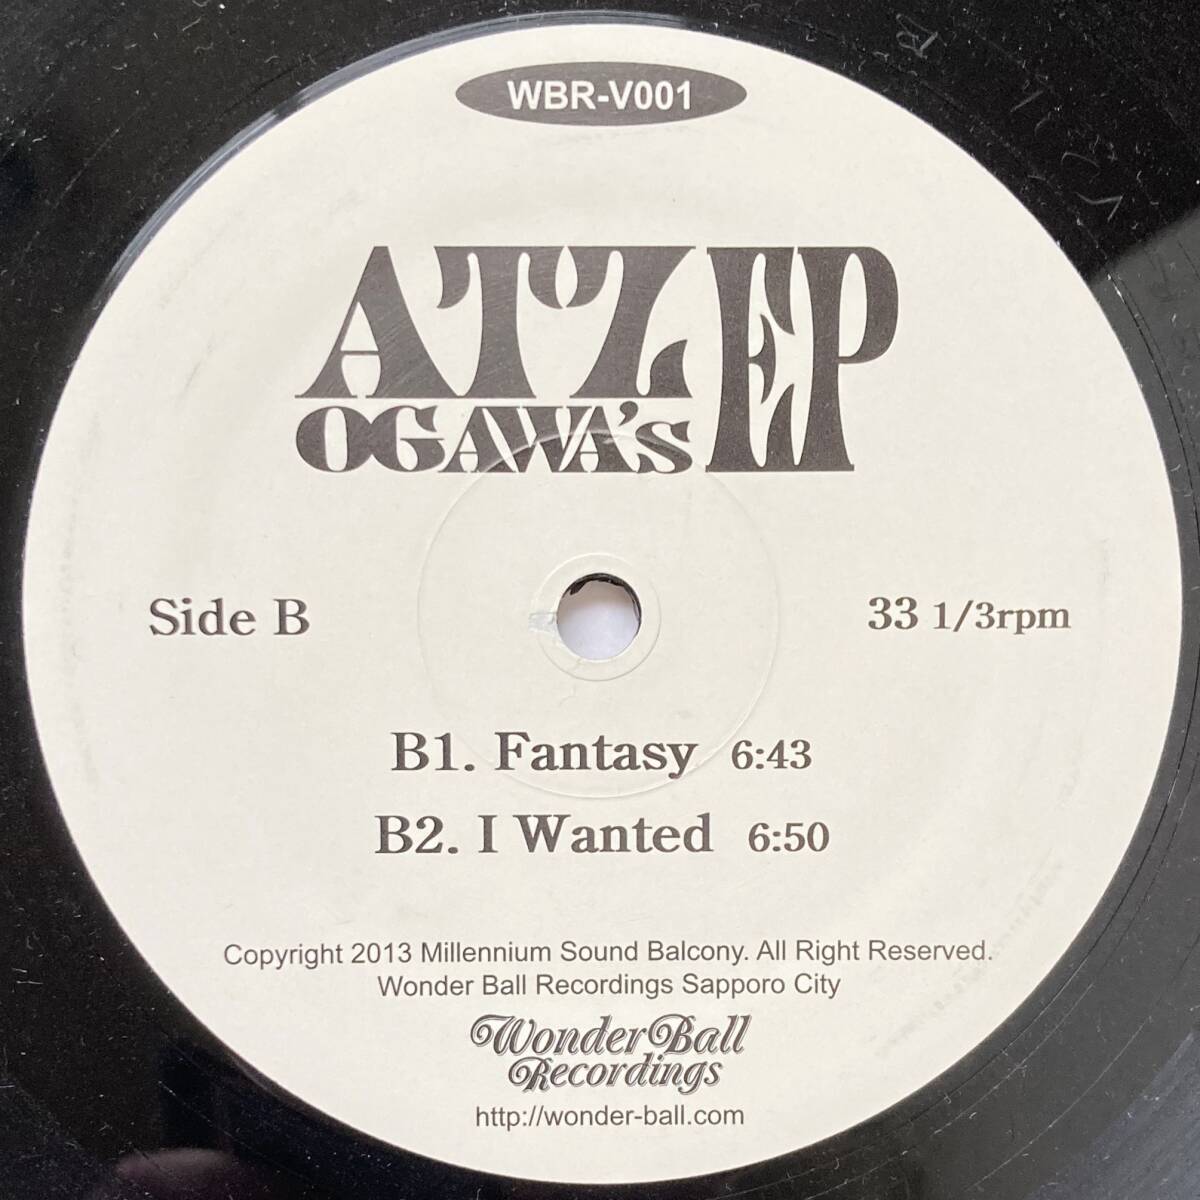 WBR-V001
ATZ EP
OGAWA's
Side B
33 1/3rpm
B1. Fantasy 6:43
B2. I Wanted 6:50
Copyright 2013 Millennium Sound Balcony. All Right Reserved.
Wonder Ball Recordings Sapporo City
Wonder Ball
Recordings
http://wonder-ball.com